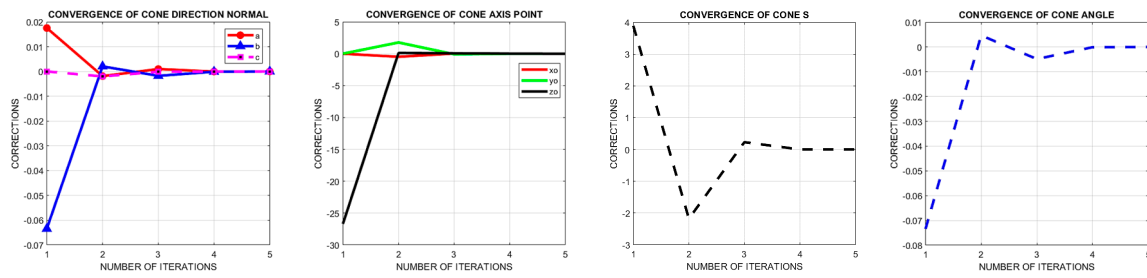 CONVERGENCE OF CONE DIRECTION NORMAL
0.02
0.01
0
-0.01
-0.02
-0.03
-0.04
-0.05
-0.06
-0.07
CORRECTIONS
a
b
c
1 2 3 4 5
NUMBER OF ITERATIONS
CONVERGENCE OF CONE AXIS POINT
5
0
-5
-10
-15
-20
-25
-30
CORRECTIONS
xo
yo
zo
1 2 3 4 5
NUMBER OF ITERATIONS
CONVERGENCE OF CONE S
4
3
2
1
0
-1
-2
-3
CORRECTIONS
1 2 3 4 5
NUMBER OF ITERATIONS
CONVERGENCE OF CONE ANGLE
0.01
0
-0.01
-0.02
-0.03
-0.04
-0.05
-0.06
-0.07
-0.08
CORRECTIONS
1 2 3 4
NUMBER OF ITERATIONS